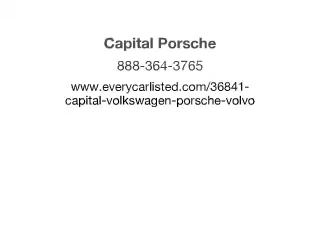 Capital Porsche
888-364-3765
www.everycarlisted.com/36841-
capital-volkswagen-porsche-volvo